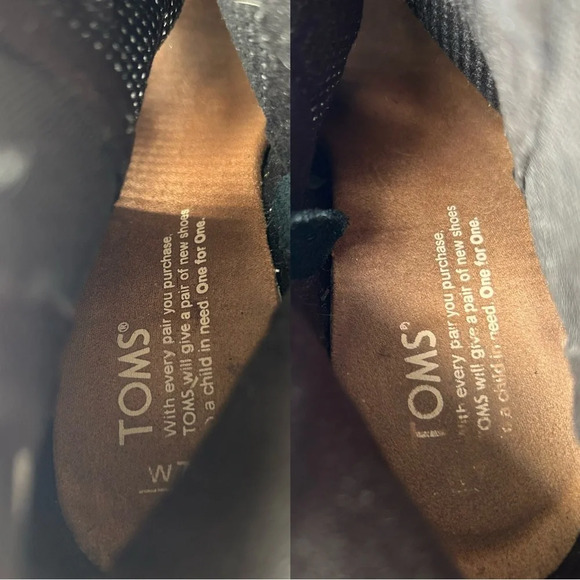 TOMS®
With every pair you purchase,
TOMS will give a pair of new shoes
a child in need. One for One.
W
TOMS®
With every pair you purchase,
TOMS will give a pair of new shoes
a child in need. One for One.